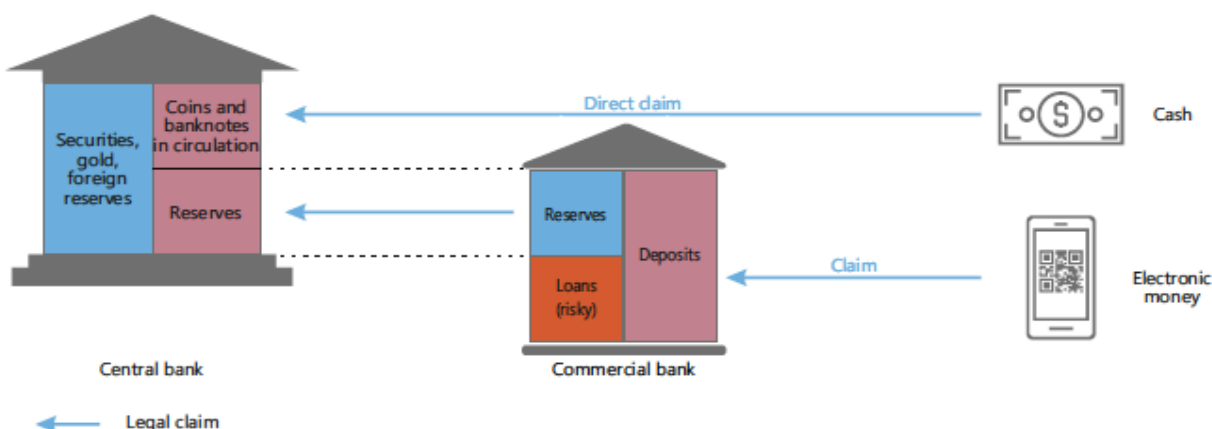 Direct claim
Coins and
banknotes
in circulation
Securities,
gold,
foreign
reserves
Reserves
Cash
Reserves
Deposits
Loans
(risky)
Claim
Electronic
money
Central bank
Commercial bank
Legal claim